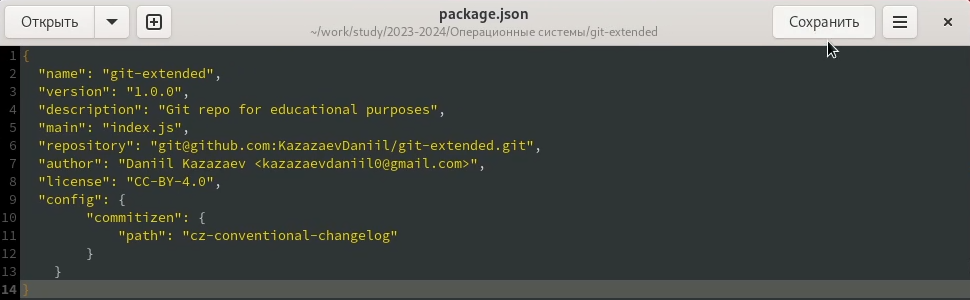 Открыть
package.json
~/work/study/2023-2024/Операционные системы/git-extended
Сохранить
1 {
2   "name": "git-extended",
3   "version": "1.0.0",
4   "description": "Git repo for educational purposes",
5   "main": "index.js",
6   "repository": "git@github.com:KazazaevDaniil/git-extended.git",
7   "author": "Daniil Kazazaev <kazazaevdaniil0@gmail.com>",
8   "license": "CC-BY-4.0",
9   "config": {
10         "commitizen": {
11             "path": "cz-conventional-changelog"
12         }
13     }
14 }